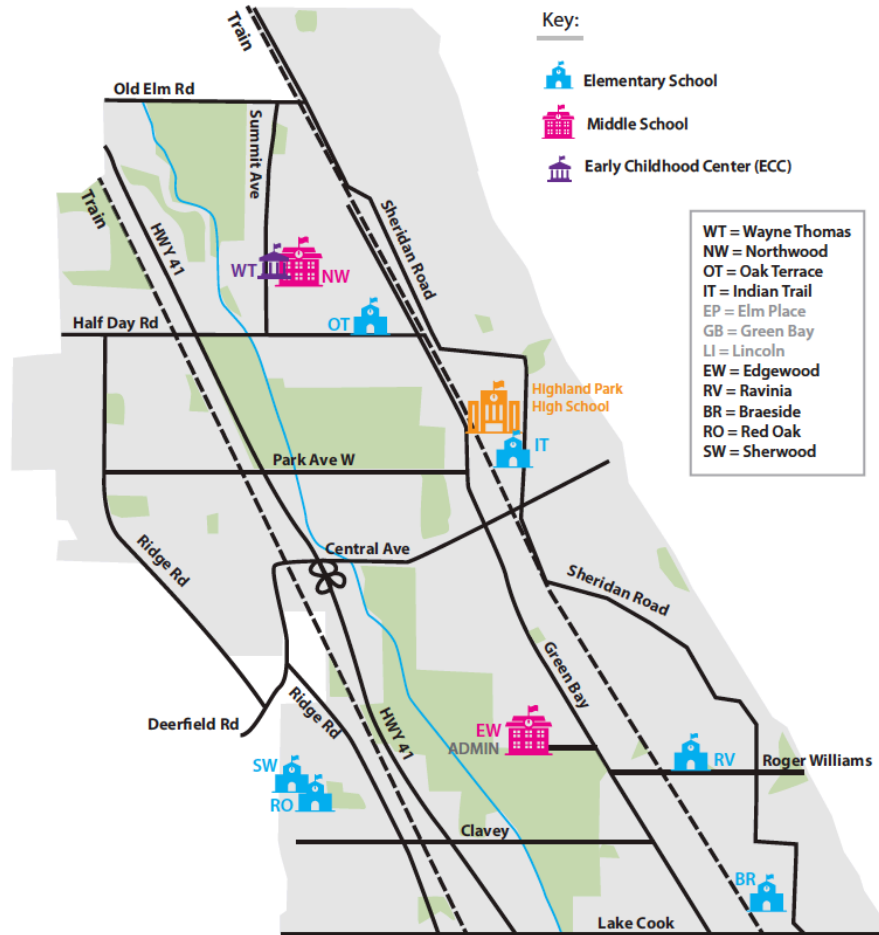 Key:
Elementary School
Middle School
Early Childhood Center (ECC)
WT = Wayne Thomas
NW = Northwood
OT = Oak Terrace
IT = Indian Trail
EP = Elm Place
GB = Green Bay
LI = Lincoln
EW = Edgewood
RV = Ravinia
BR = Braeside
RO = Red Oak
SW = Sherwood
Train
Old Elm Rd
Summit Ave
Train
HWY 41
Sheridan Road
WT
NW
OT
Half Day Rd
Highland Park
High School
IT
Park Ave W
Ridge Rd
Central Ave
Sheridan Road
Green Bay
Ridge Rd
HWY 41
Deerfield Rd
EW
ADMIN
SW
RO
RV
Roger Williams
Clavey
BR
Lake Cook